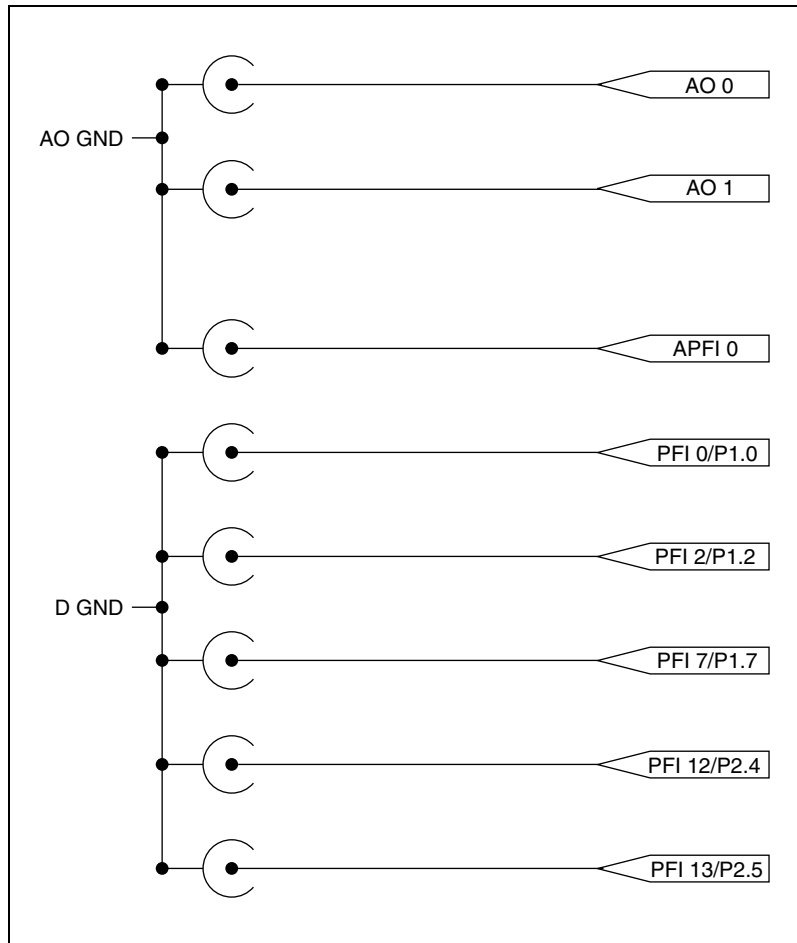 AO 0
AO GND
AO 1
APFI 0
PFI 0/P1.0
PFI 2/P1.2
D GND
PFI 7/P1.7
PFI 12/P2.4
PFI 13/P2.5